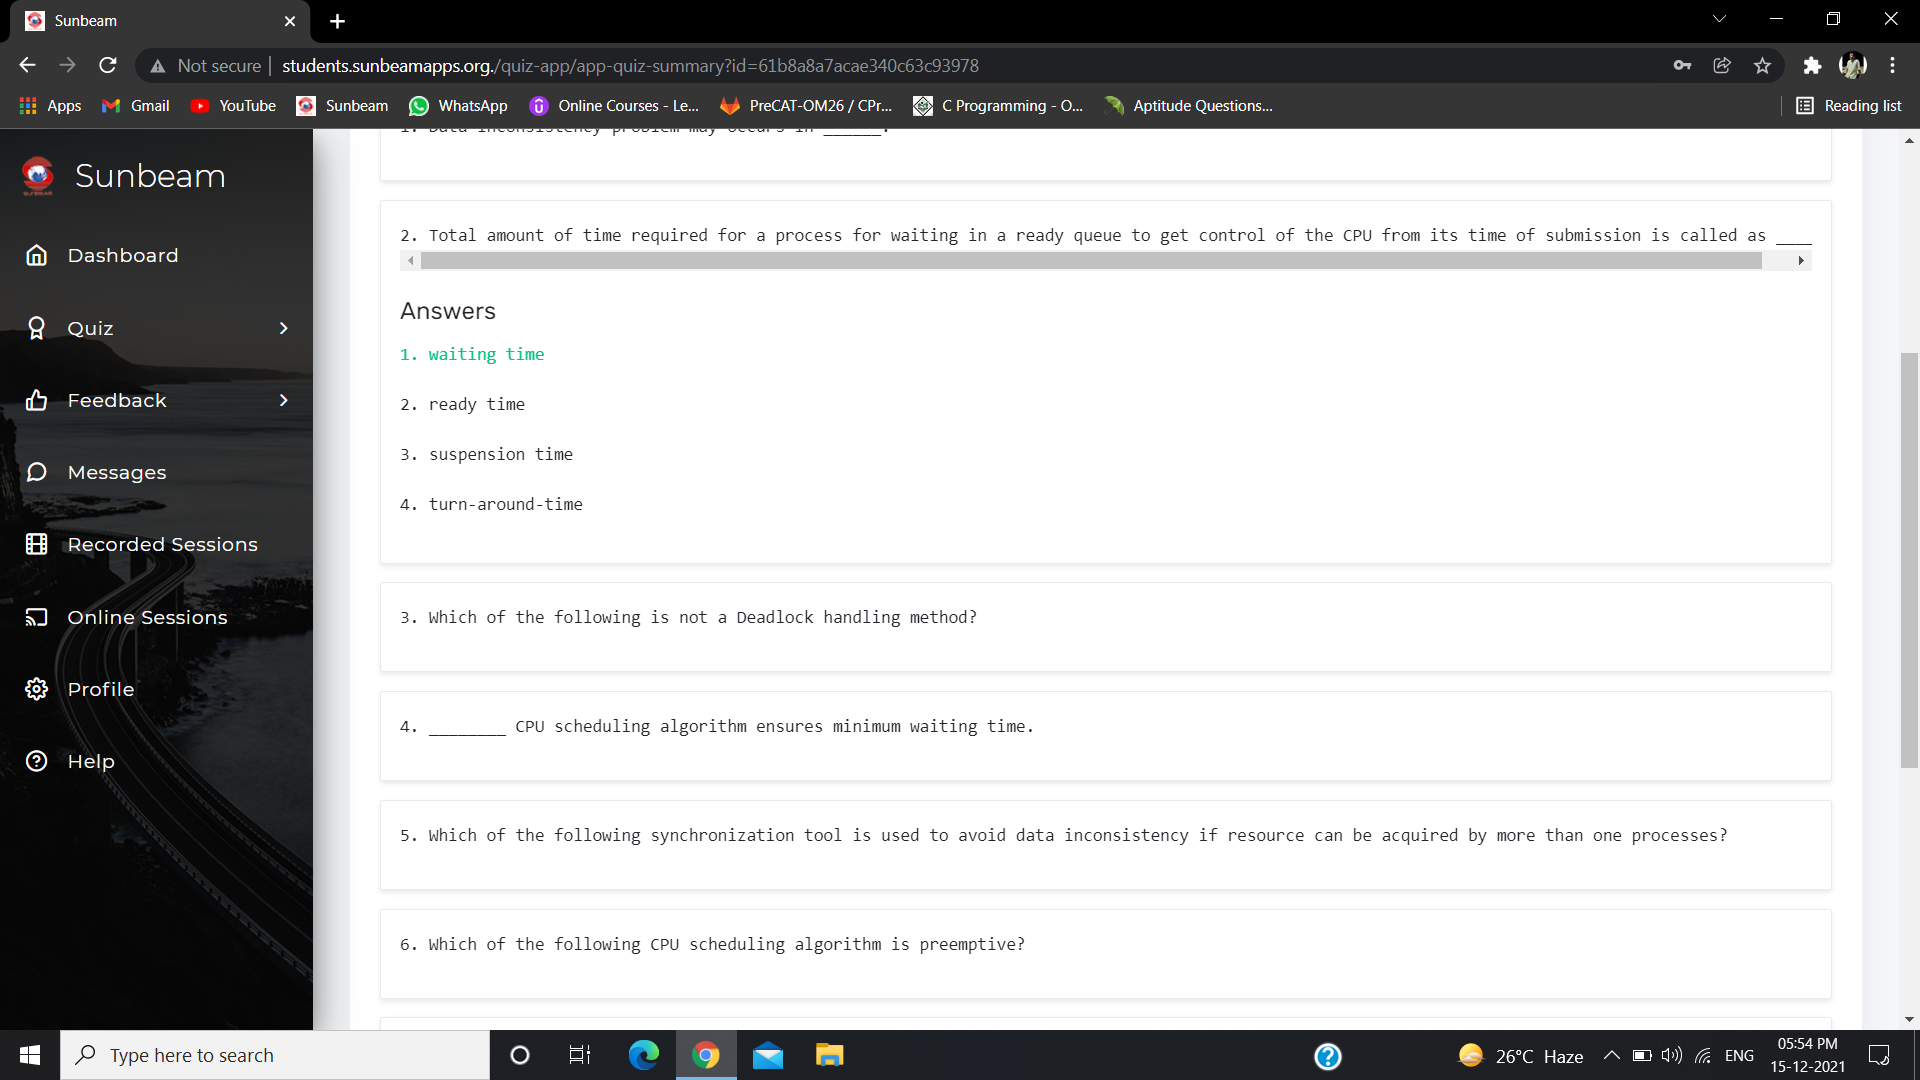 Sunbeam
Not secure
students.sunbeamapps.org./quiz-app/app-quiz-summary?id=61b8a8a7acae340c63c93978
Apps Gmail YouTube Sunbeam WhatsApp Online Courses - Le... PreCAT-OM26 / CPr... C Programming - O... Aptitude Questions... Reading list
Sunbeam
Dashboard
Quiz
Feedback
Messages
Recorded Sessions
Online Sessions
Profile
Help
1. Data inconsistency problem may occurs in ______.
2. Total amount of time required for a process for waiting in a ready queue to get control of the CPU from its time of submission is called as ____
Answers
1. waiting time
2. ready time
3. suspension time
4. turn-around-time
3. Which of the following is not a Deadlock handling method?
4. ________ CPU scheduling algorithm ensures minimum waiting time.
5. Which of the following synchronization tool is used to avoid data inconsistency if resource can be acquired by more than one processes?
6. Which of the following CPU scheduling algorithm is preemptive?
Type here to search
26°C Haze
ENG
05:54 PM
15-12-2021